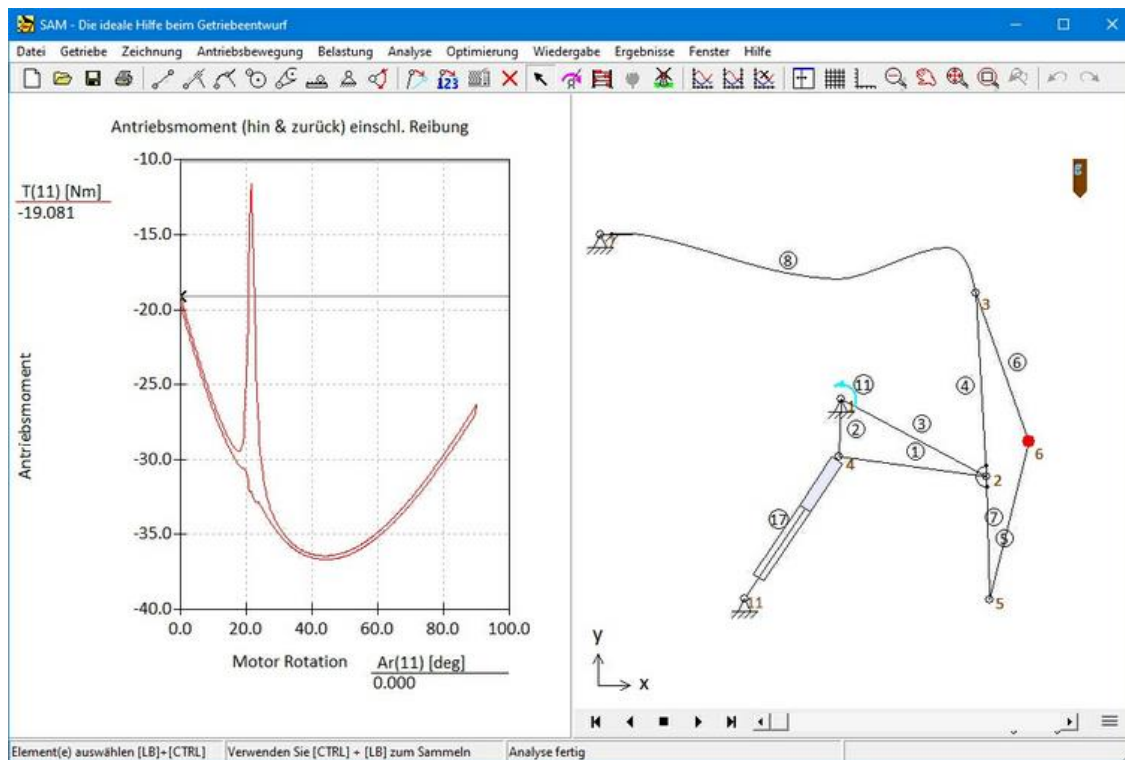 SAM - Die ideale Hilfe beim Getriebeentwurf
Datei Getriebe Zeichnung Antriebsbewegung Belastung Analyse Optimierung Wiedergabe Ergebnisse Fenster Hilfe
123
Antriebsmoment (hin & zurück) einschl. Reibung
T(11) [Nm]
-19.081
-10.0
-15.0
-20.0
-25.0
-30.0
-35.0
-40.0
Antriebsmoment
0.0 20.0 40.0 60.0 80.0 100.0
Motor Rotation
Ar(11) [deg]
0.000
8
3
6
4
11
1
2
3
1
4
6
2
7
17
5
11
5
y
x
Element(e) auswählen [LB]+[CTRL]
Verwenden Sie [CTRL] + [LB] zum Sammeln
Analyse fertig